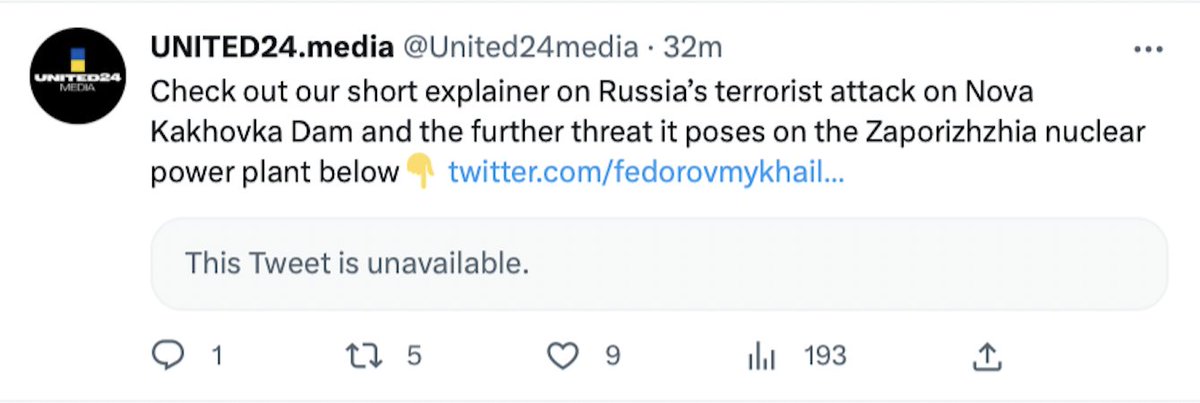 UNITED24
MEDIA
UNITED24.media @United24media · 32m
Check out our short explainer on Russia’s terrorist attack on Nova
Kakhovka Dam and the further threat it poses on the Zaporizhzhia nuclear
power plant below👇 twitter.com/fedorovmykhail...
This Tweet is unavailable.
1 5 9 193